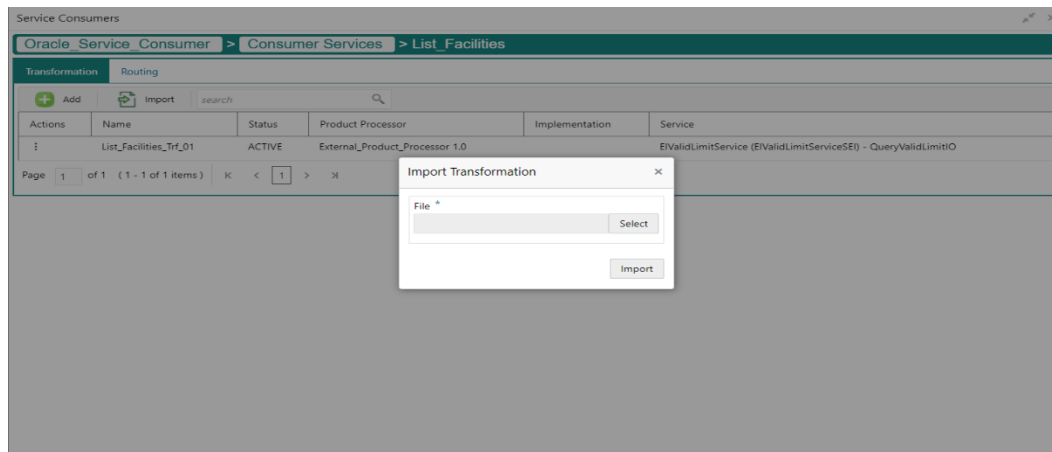 Service Consumers
Oracle_Service_Consumer > Consumer Services > List_Facilities
Transformation Routing
Add Import search
Actions Name Status Product Processor Implementation Service
List_Facilities_Trf_01 ACTIVE External_Product_Processor 1.0 EIValidLimitService (EIValidLimitServiceSEI) - QueryValidLimitIO
Page 1 of 1 (1 - 1 of 1 items) K < 1 > >|
Import Transformation ×
File *
Select
Import